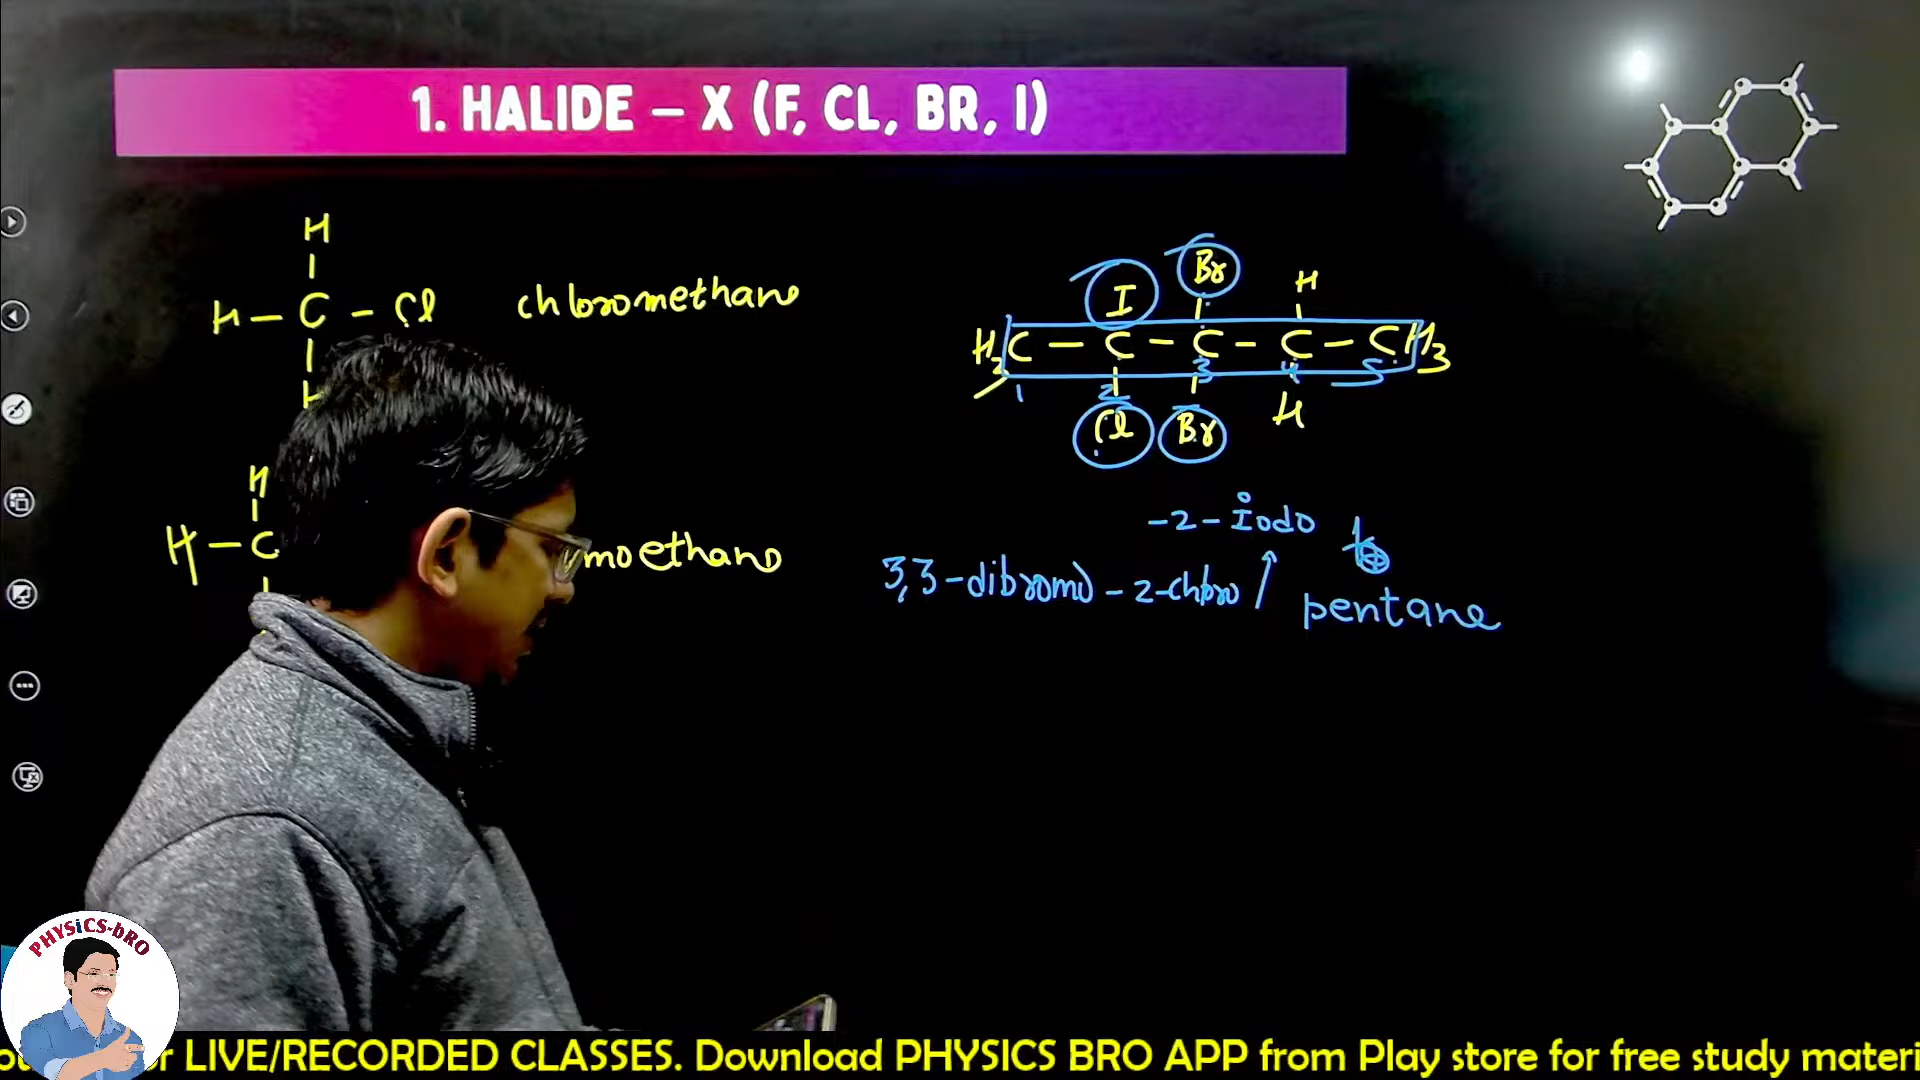 1. HALIDE – X (F, CL, BR, I)
H
H – C – Cl
H
chloromethane
H
H – C
moethane
I Br H
H3C – C – C – C – CH3
1 2 3 4 5
Cl Br H
-2-Iodo
3,3-dibromo-2-chloro
pentane
PHYSiCS-bRO
r LIVE/RECORDED CLASSES. Download PHYSICS BRO APP from Play store for free study materi